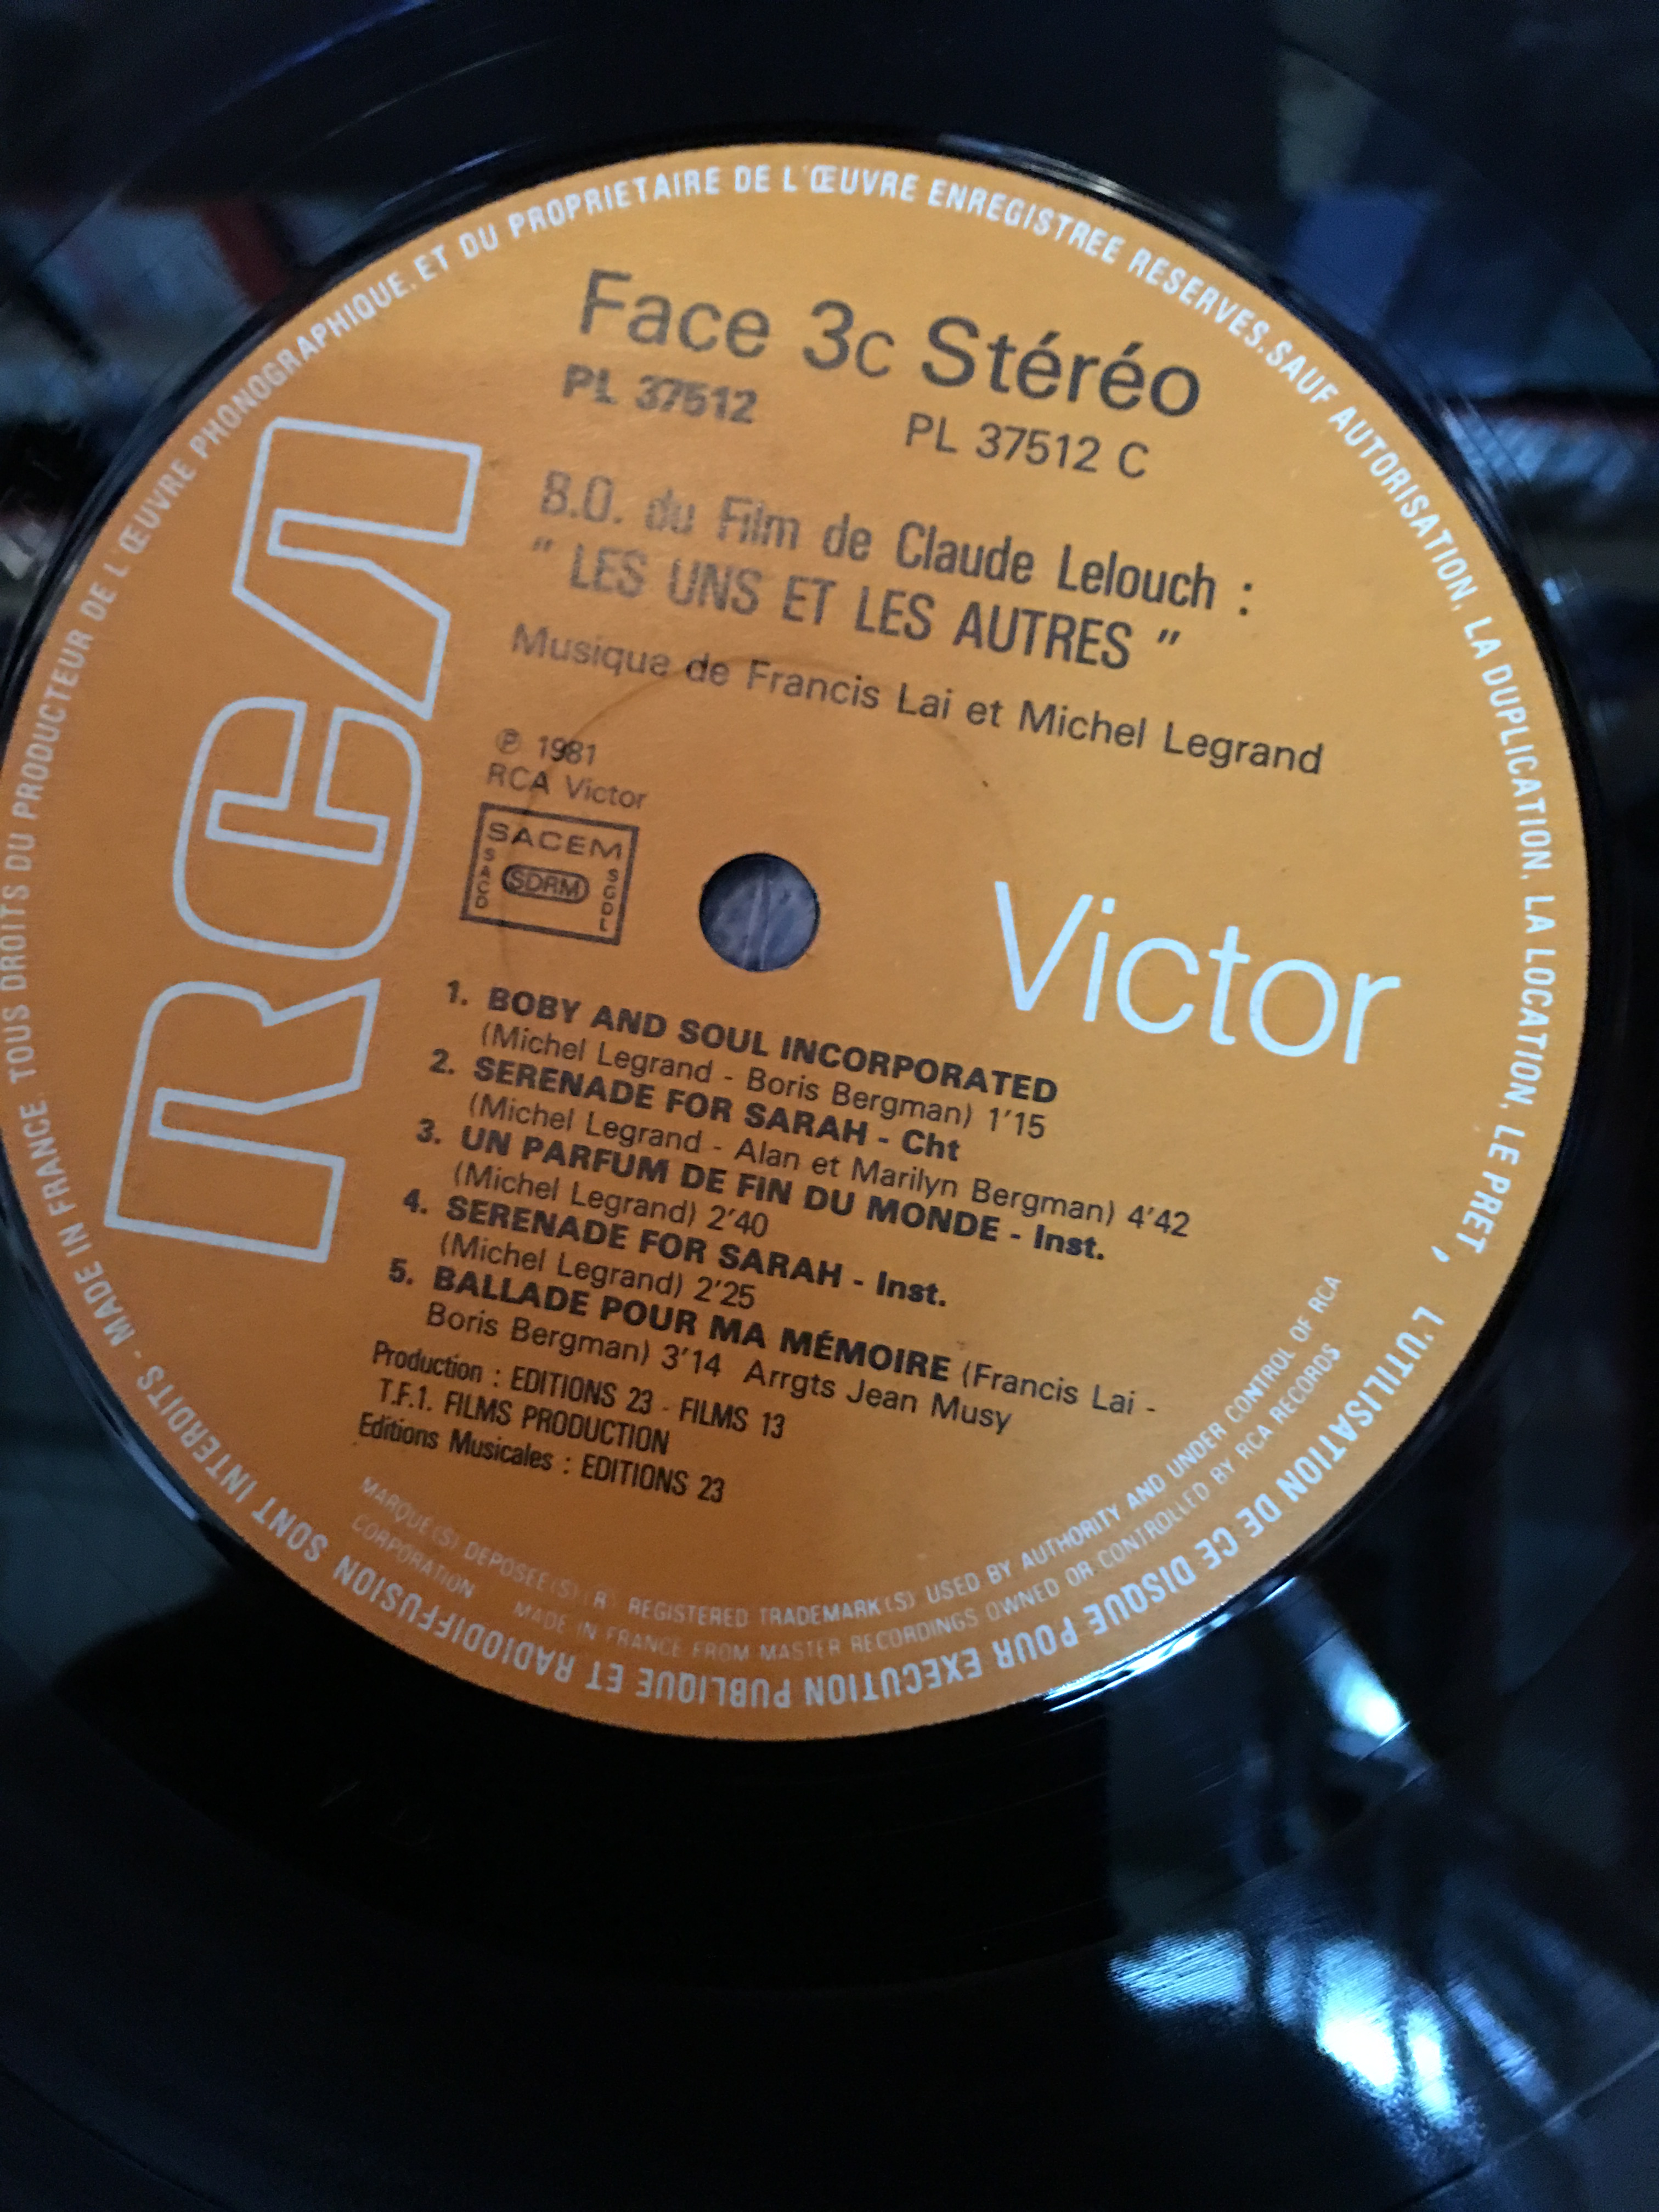 TOUS DROITS DU PRODUCTEUR DE L'ŒUVRE PHONOGRAPHIQUE. ET DU PROPRIETAIRE DE L'ŒUVRE ENREGISTREE RESERVES. SAUF AUTORISATION, LA DUPLICATION, LA LOCATION, LE PRET, L'UTILISATION DE CE DISQUE POUR EXECUTION PUBLIQUE ET RADIODIFFUSION SONT INTERDITS - MADE IN FRANCE.
RCA
Face 3c Stéréo
PL 37512
PL 37512 C
B.O. du Film de Claude Lelouch :
" LES UNS ET LES AUTRES "
Musique de Francis Lai et Michel Legrand
℗ 1981
RCA Victor
SACEM
SACD
SDRM
SGDL
Victor
1. BOBY AND SOUL INCORPORATED
(Michel Legrand - Boris Bergman) 1'15
2. SERENADE FOR SARAH - Cht
(Michel Legrand - Alan et Marilyn Bergman) 4'42
3. UN PARFUM DE FIN DU MONDE - Inst.
(Michel Legrand) 2'40
4. SERENADE FOR SARAH - Inst.
(Michel Legrand) 2'25
5. BALLADE POUR MA MÉMOIRE (Francis Lai -
Boris Bergman) 3'14 Arrgts Jean Musy
Production : EDITIONS 23 - FILMS 13
T.F.1. FILMS PRODUCTION
Editions Musicales : EDITIONS 23
MARQUE(S) DEPOSEE(S) (R) REGISTERED TRADEMARK(S) USED BY AUTHORITY AND UNDER CONTROL OF RCA
CORPORATION MADE IN FRANCE FROM MASTER RECORDINGS OWNED OR CONTROLLED BY RCA RECORDS